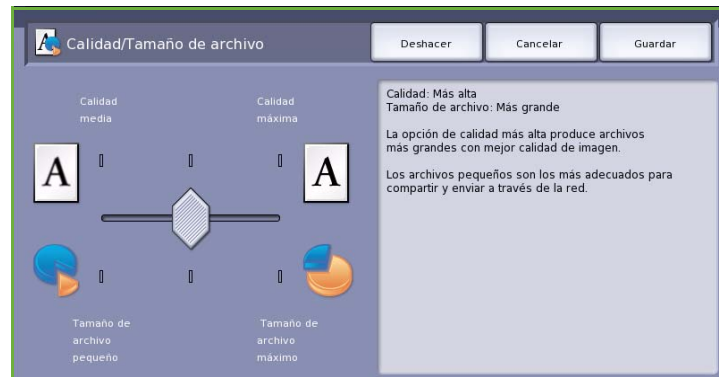 Calidad/Tamaño de archivo
Deshacer
Cancelar
Guardar
Calidad
media
Calidad
máxima
A
A
Tamaño de
archivo
pequeño
Tamaño de
archivo
máximo
Calidad: Más alta
Tamaño de archivo: Más grande
La opción de calidad más alta produce archivos
más grandes con mejor calidad de imagen.
Los archivos pequeños son los más adecuados para
compartir y enviar a través de la red.